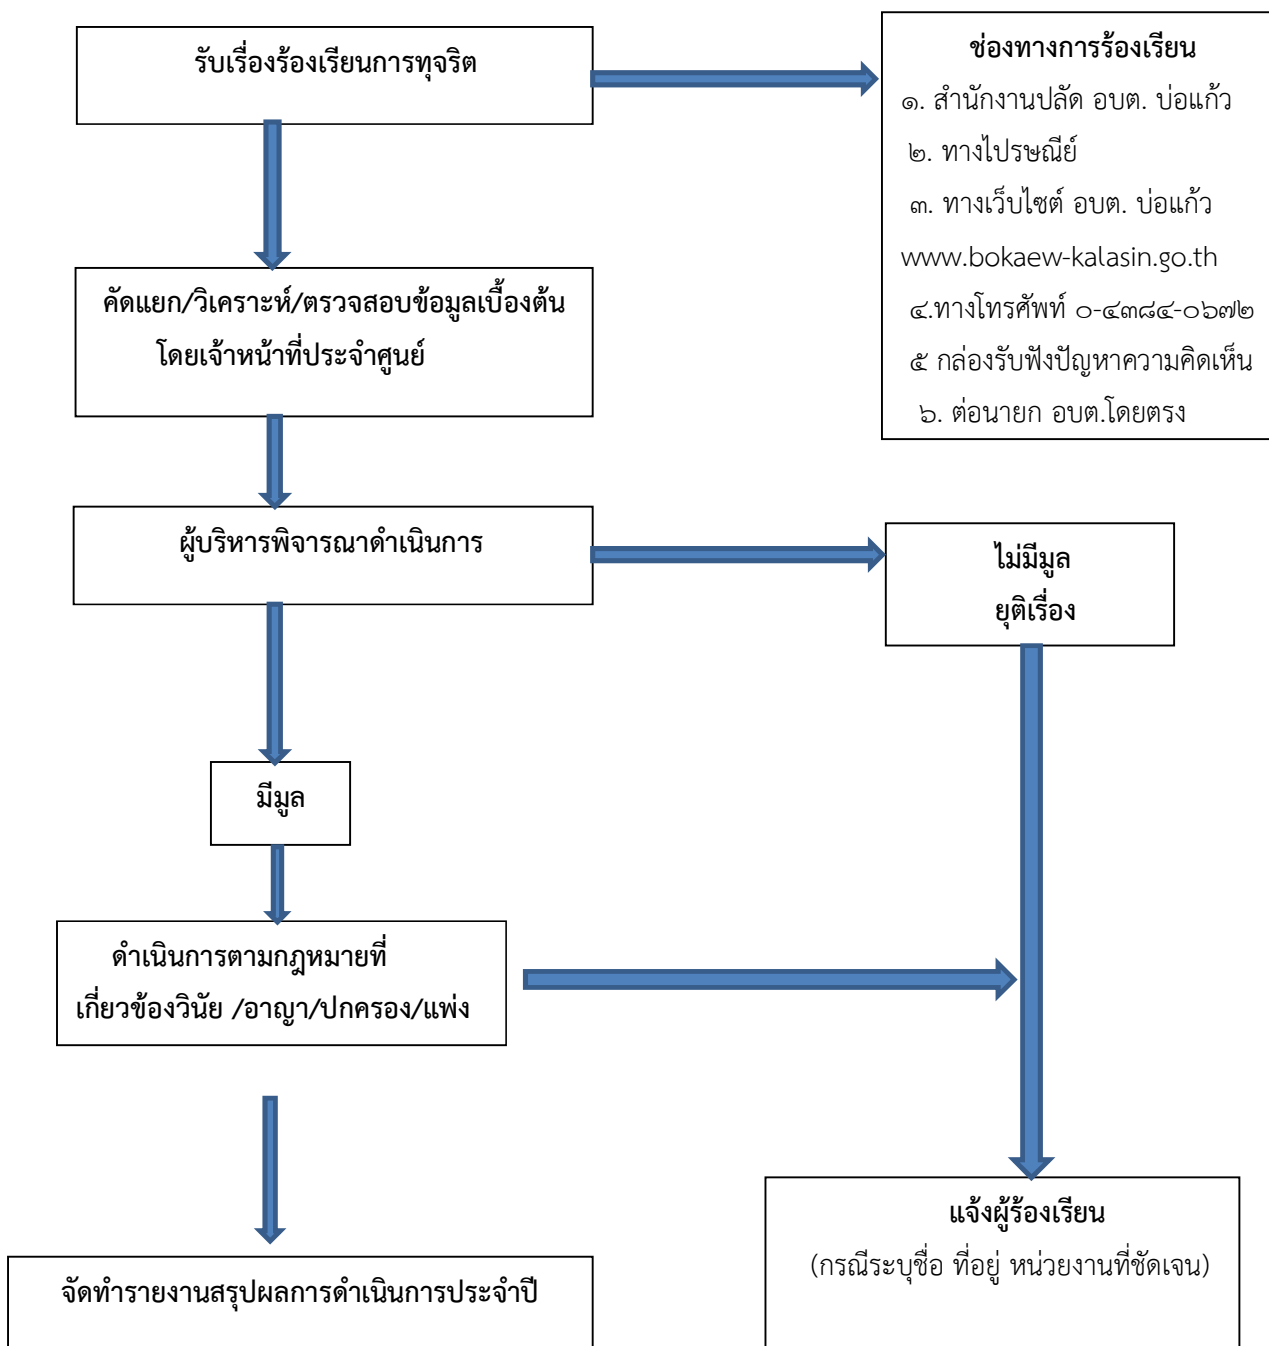 รับเรื่องร้องเรียนการทุจริต
ช่องทางการร้องเรียน
๑. สำนักงานปลัด อบต. บ่อแก้ว
๒. ทางไปรษณีย์
๓. ทางเว็บไซต์ อบต. บ่อแก้ว
www.bokaew-kalasin.go.th
๔.ทางโทรศัพท์ ๐-๔๓๘๔-๐๖๗๒
๕ กล่องรับฟังปัญหาความคิดเห็น
๖. ต่อนายก อบต.โดยตรง
คัดแยก/วิเคราะห์/ตรวจสอบข้อมูลเบื้องต้น
โดยเจ้าหน้าที่ประจำศูนย์
ผู้บริหารพิจารณาดำเนินการ
ไม่มีมูล
ยุติเรื่อง
มีมูล
ดำเนินการตามกฎหมายที่
เกี่ยวข้องวินัย /อาญา/ปกครอง/แพ่ง
แจ้งผู้ร้องเรียน
(กรณีระบุชื่อ ที่อยู่ หน่วยงานที่ชัดเจน)
จัดทำรายงานสรุปผลการดำเนินการประจำปี